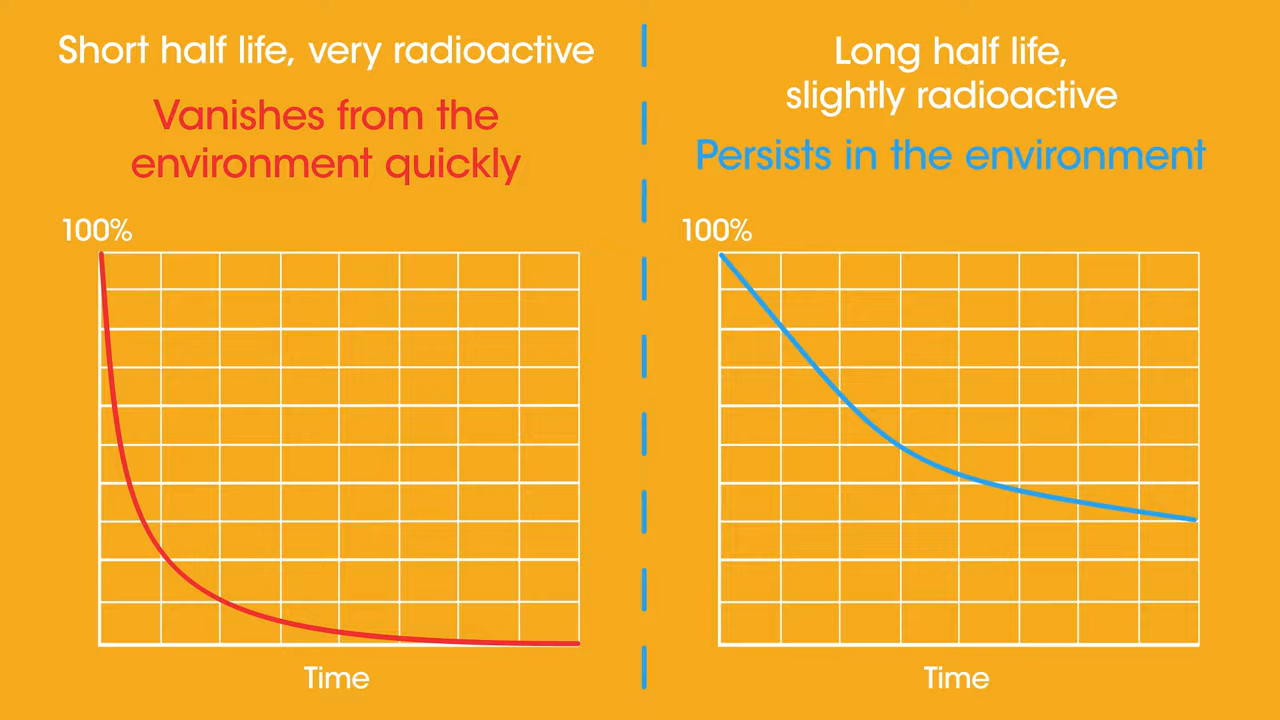 Short half life, very radioactive
Vanishes from the
environment quickly
100%
Time
Long half life,
slightly radioactive
Persists in the environment
100%
Time